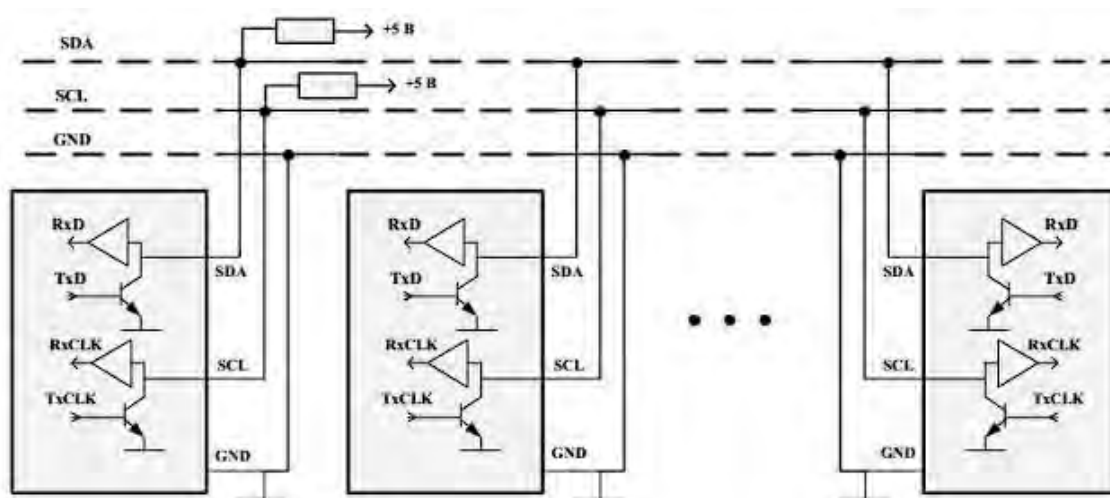 +5 В
SDA
+5 В
SCL
GND
RxD
SDA
TxD
RxCLK
SCL
TxCLK
GND
RxD
SDA
TxD
RxCLK
SCL
TxCLK
GND
RxD
SDA
TxD
RxCLK
SCL
TxCLK
GND